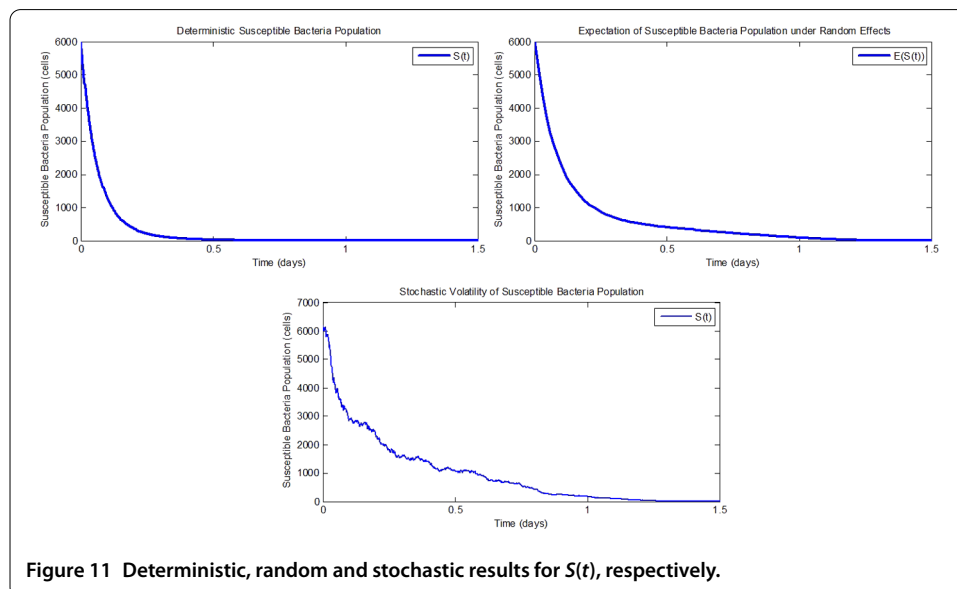 Deterministic Susceptible Bacteria Population
Susceptible Bacteria Population (cells)
6000
5000
4000
3000
2000
1000
0
S(t)
0 0.5 1 1.5
Time (days)
Expectation of Susceptible Bacteria Population under Random Effects
Susceptible Bacteria Population (cells)
6000
5000
4000
3000
2000
1000
0
E(S(t))
0 0.5 1 1.5
Time (days)
Stochastic Volatility of Susceptible Bacteria Population
Susceptible Bacteria Population (cells)
7000
6000
5000
4000
3000
2000
1000
0
S(t)
0 0.5 1 1.5
Time (days)
Figure 11 Deterministic, random and stochastic results for S(t), respectively.